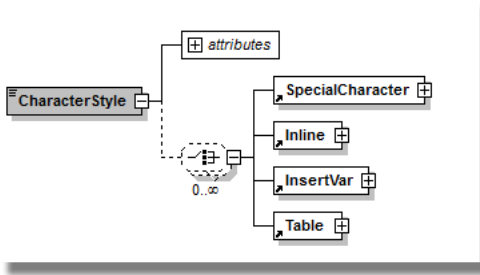 attributes
CharacterStyle
SpecialCharacter
Inline
0..∞
InsertVar
Table